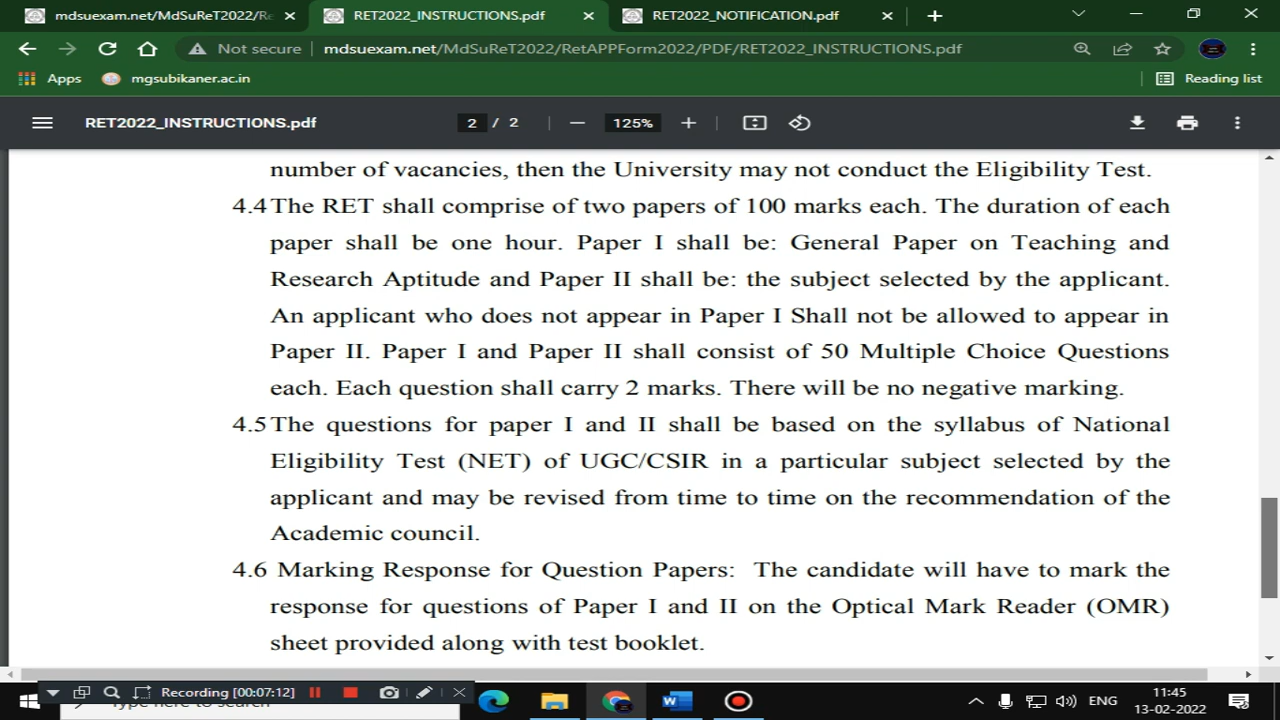 mdsuexam.net/MdSuReT2022/Re
RET2022_INSTRUCTIONS.pdf
RET2022_NOTIFICATION.pdf
Not secure
mdsuexam.net/MdSuReT2022/RetAPPForm2022/PDF/RET2022_INSTRUCTIONS.pdf
Apps
mgsubikaner.ac.in
Reading list
RET2022_INSTRUCTIONS.pdf
2 / 2
125%
number of vacancies, then the University may not conduct the Eligibility Test.
4.4 The RET shall comprise of two papers of 100 marks each. The duration of each
paper shall be one hour. Paper I shall be: General Paper on Teaching and
Research Aptitude and Paper II shall be: the subject selected by the applicant.
An applicant who does not appear in Paper I Shall not be allowed to appear in
Paper II. Paper I and Paper II shall consist of 50 Multiple Choice Questions
each. Each question shall carry 2 marks. There will be no negative marking.
4.5 The questions for paper I and II shall be based on the syllabus of National
Eligibility Test (NET) of UGC/CSIR in a particular subject selected by the
applicant and may be revised from time to time on the recommendation of the
Academic council.
4.6 Marking Response for Question Papers: The candidate will have to mark the
response for questions of Paper I and II on the Optical Mark Reader (OMR)
sheet provided along with test booklet.
Recording [00:07:12]
Type here to search
ENG
11:45
13-02-2022